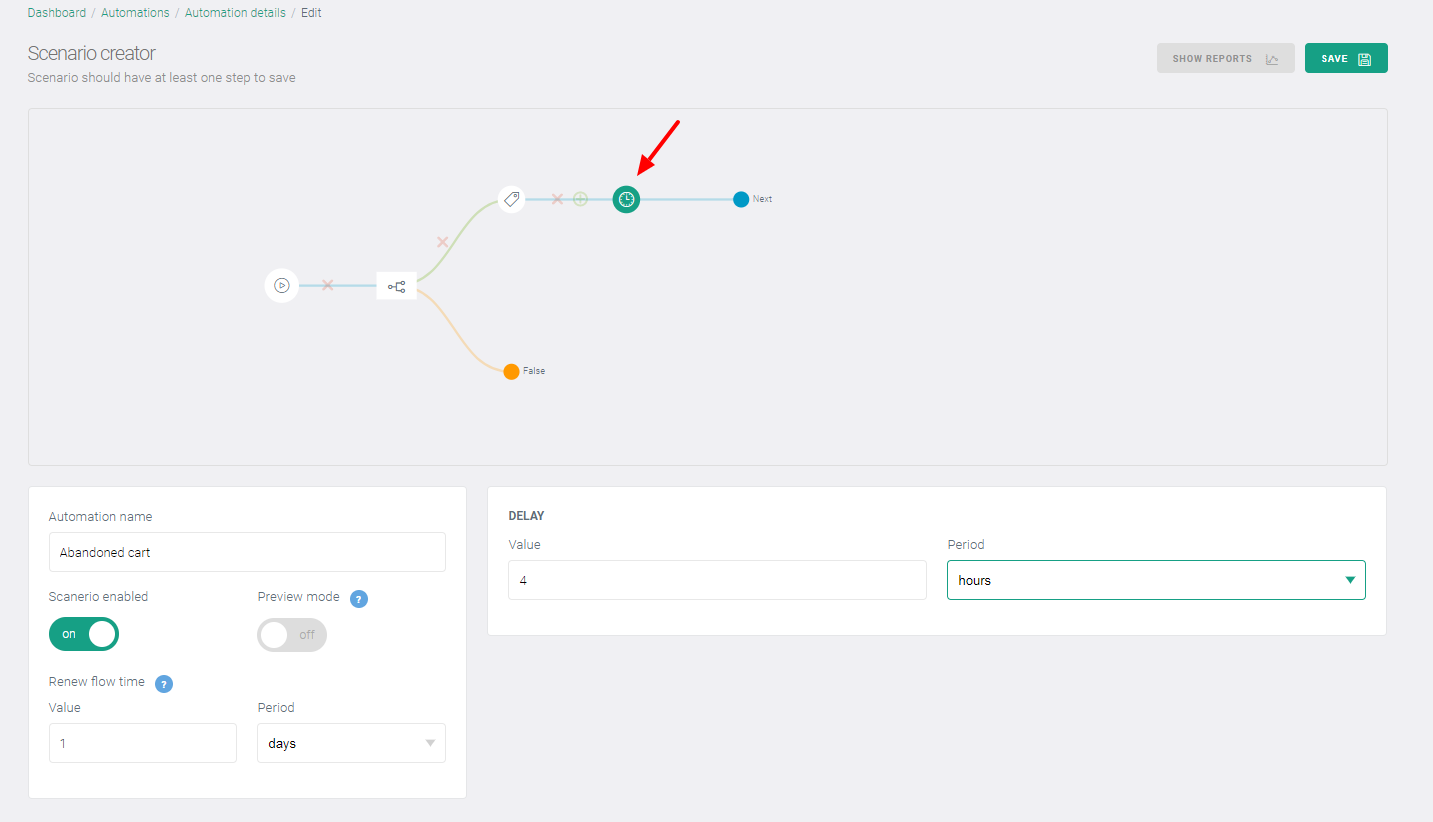 Dashboard / Automations / Automation details / Edit
Scenario creator
Scenario should have at least one step to save
SHOW REPORTS
SAVE
Next
False
Automation name
Abandoned cart
Scanerio enabled
Preview mode ?
on
off
Renew flow time ?
Value
Period
1
days
DELAY
Value
Period
4
hours